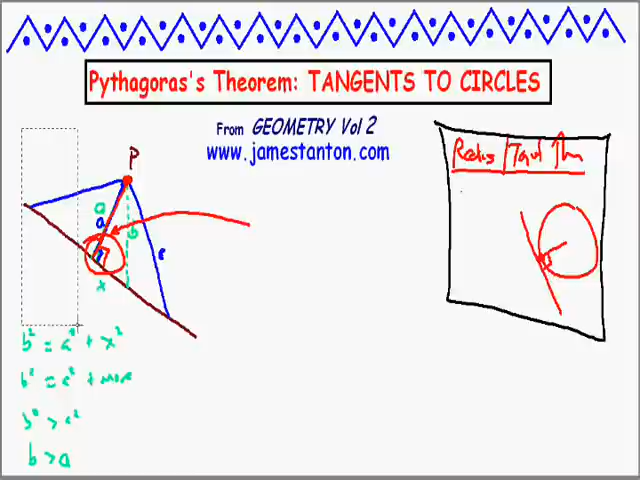 Pythagoras's Theorem: TANGENTS TO CIRCLES
From GEOMETRY Vol 2
www.jamestanton.com
P
a
a
b
c
x
b² = a² + x²
b² = a² + more
b² > a²
b > a
Radius / Thm